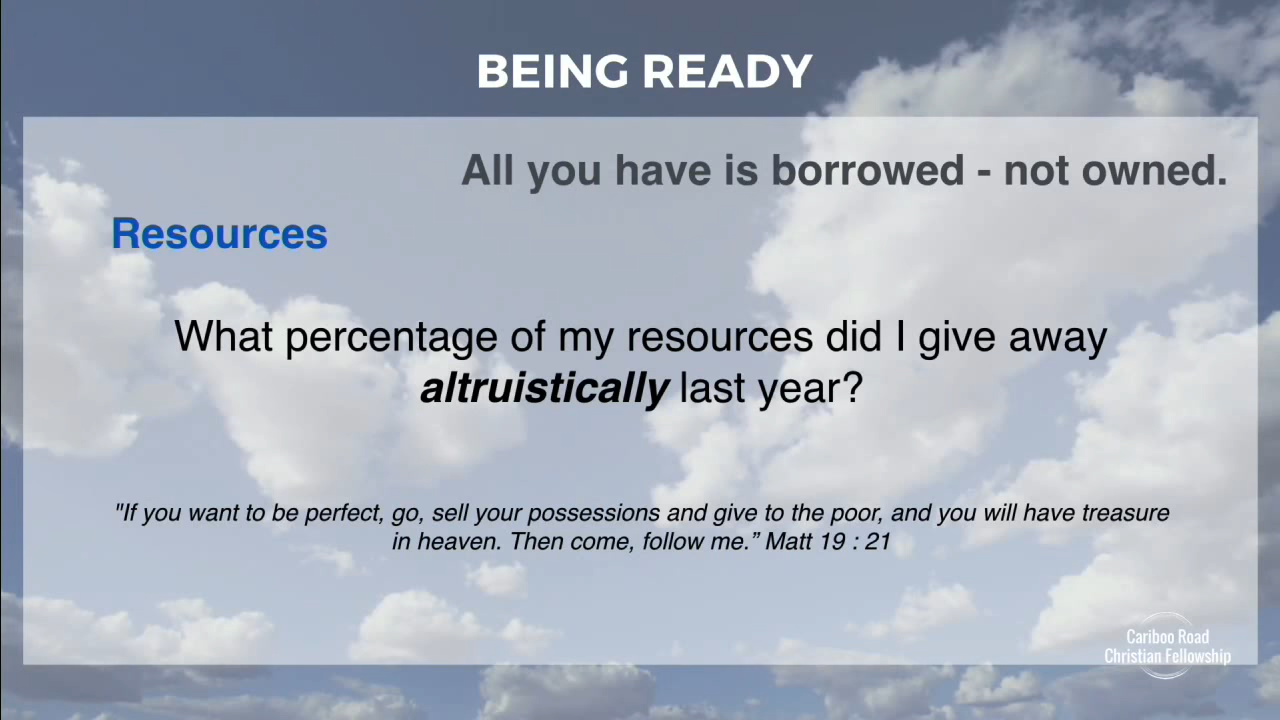 BEING READY
All you have is borrowed - not owned.
Resources
What percentage of my resources did I give away
altruistically last year?
"If you want to be perfect, go, sell your possessions and give to the poor, and you will have treasure
in heaven. Then come, follow me.” Matt 19 : 21
Cariboo Road
Christian Fellowship